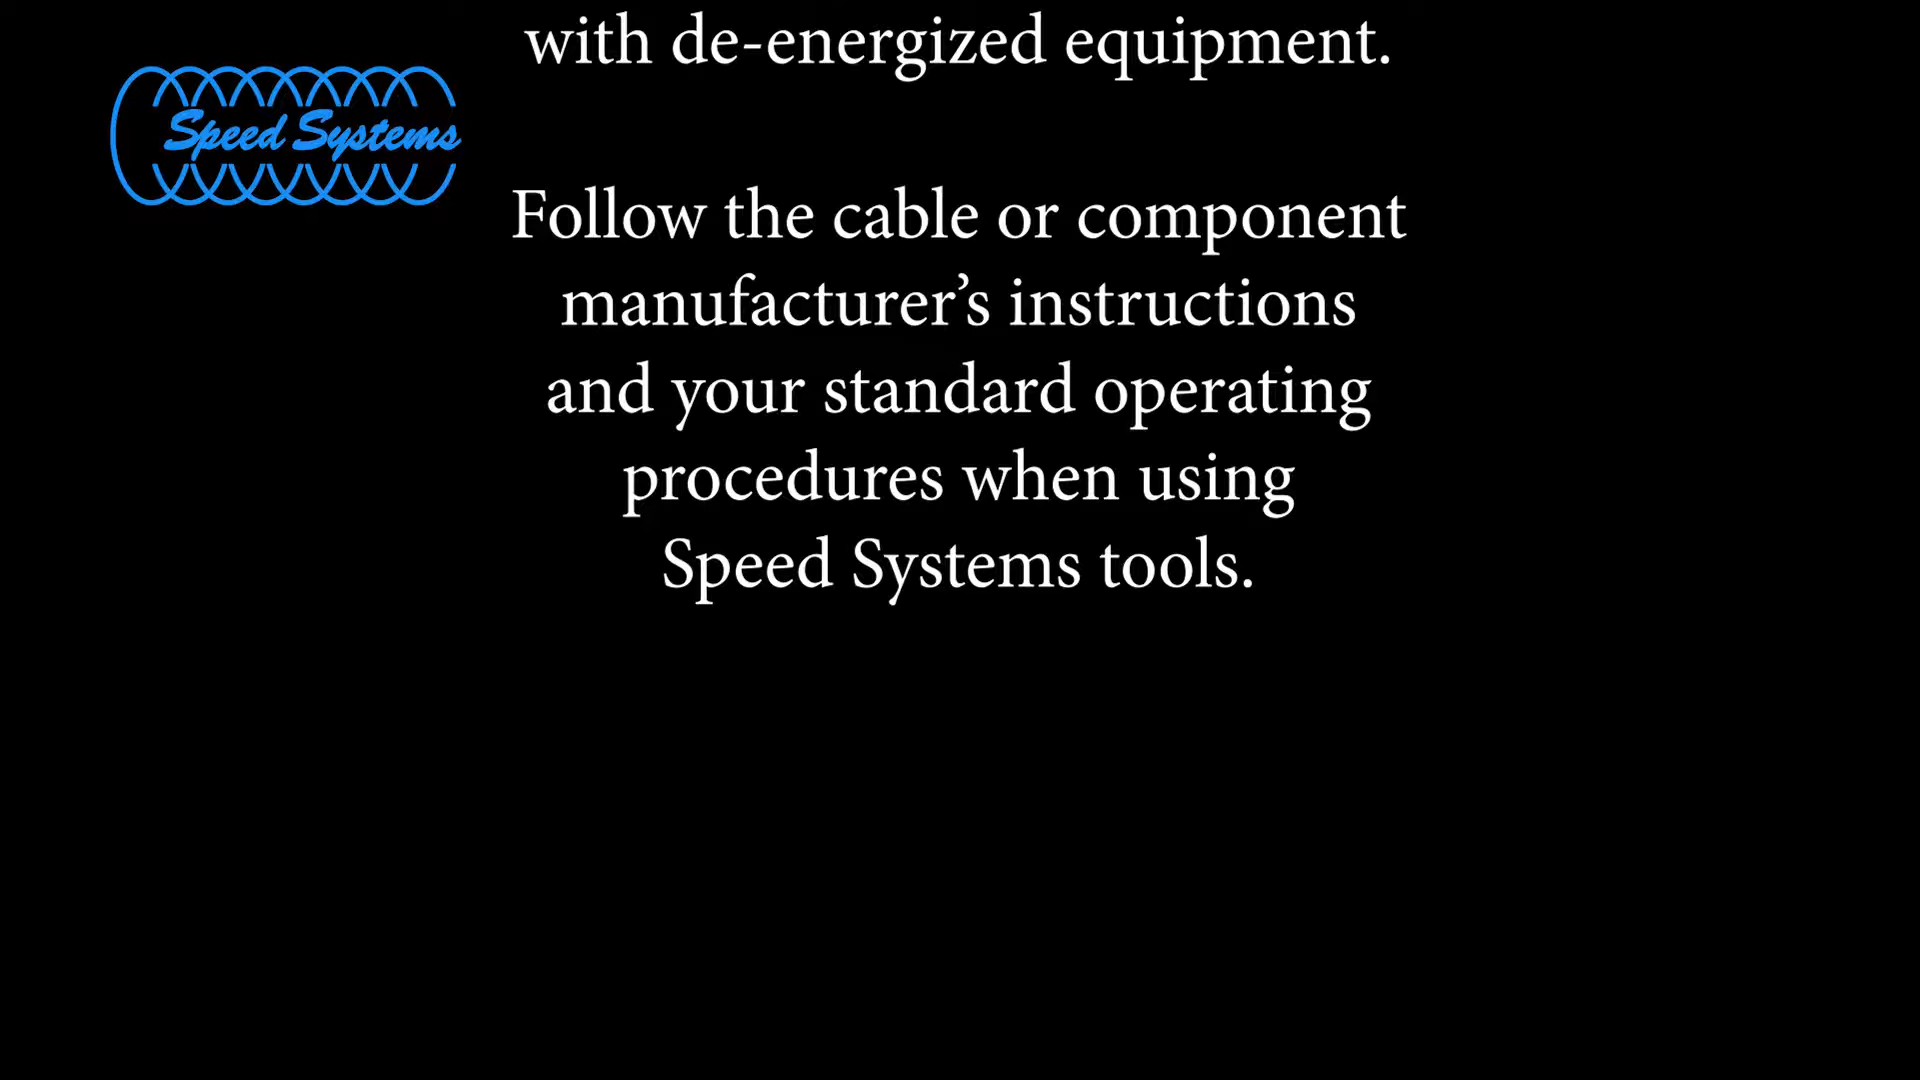 with de-energized equipment.
Speed Systems
Follow the cable or component
manufacturer’s instructions
and your standard operating
procedures when using
Speed Systems tools.